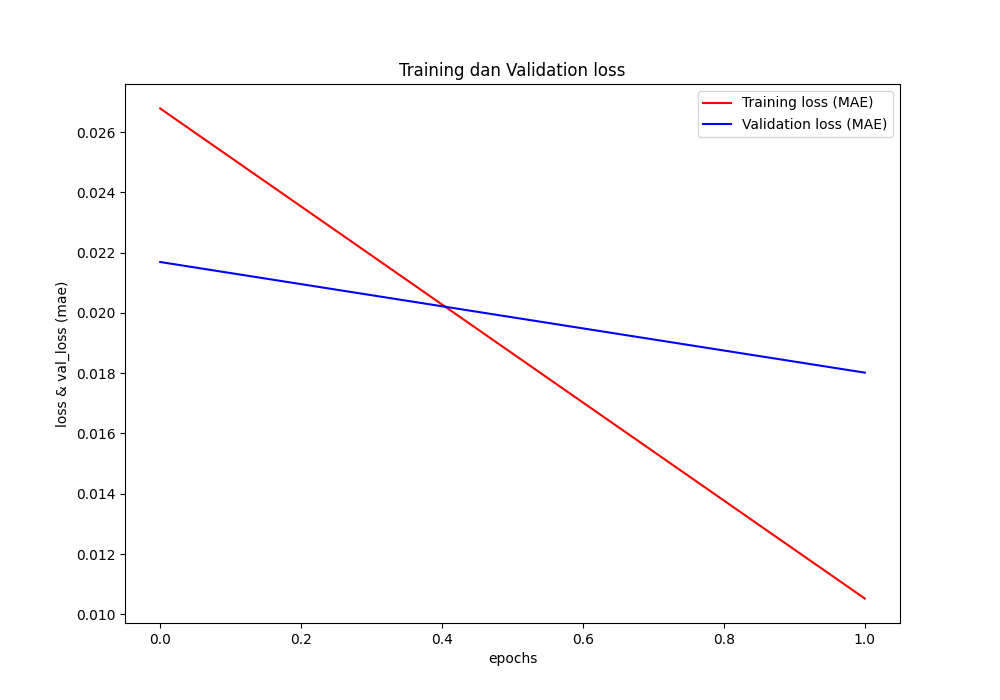 Training dan Validation loss
Training loss (MAE)
Validation loss (MAE)
0.026
0.024
0.022
0.020
0.018
0.016
0.014
0.012
0.010
loss & val_loss (mae)
0.0 0.2 0.4 0.6 0.8 1.0
epochs